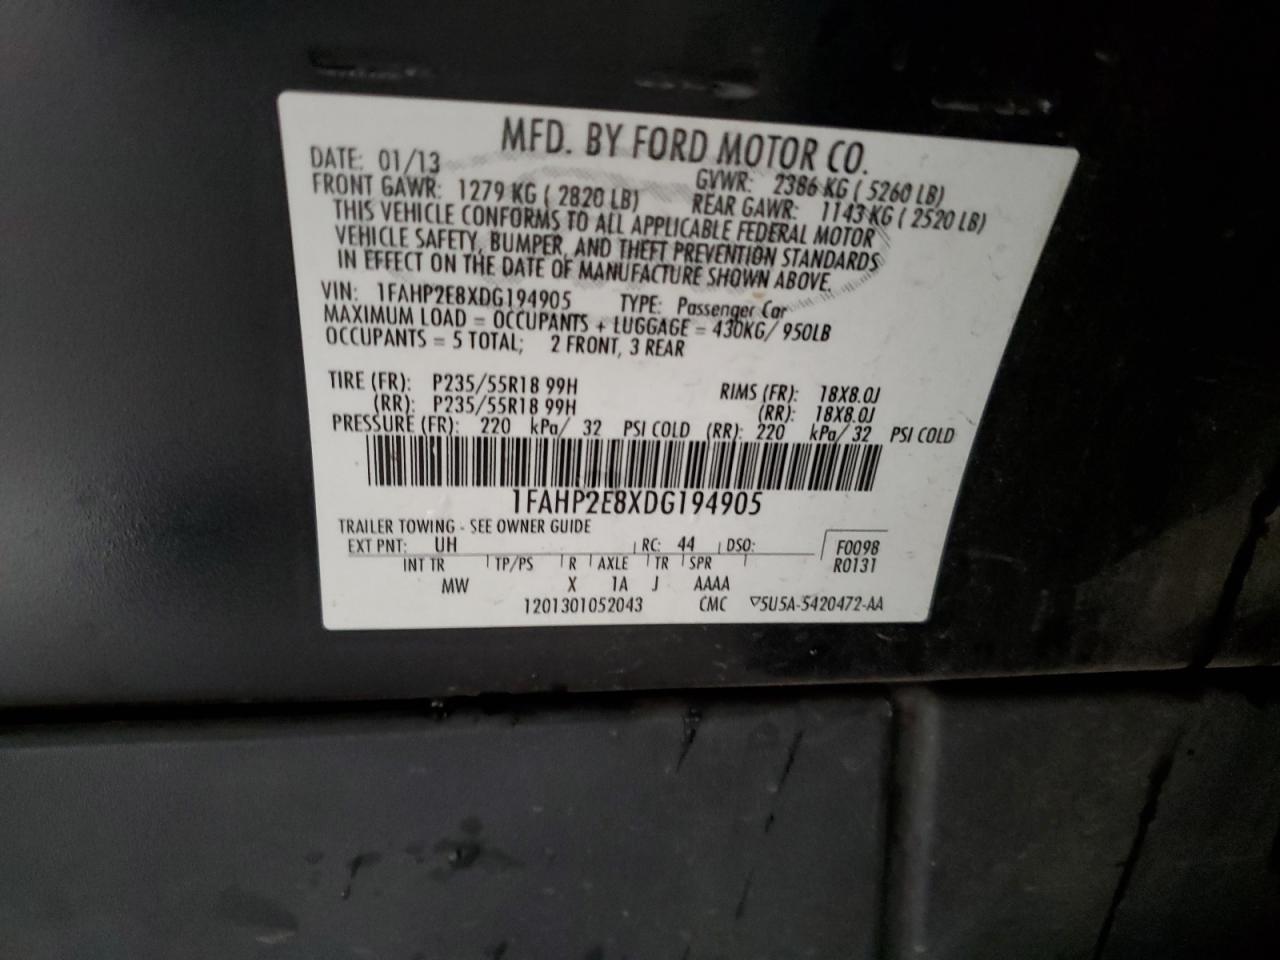 MFD. BY FORD MOTOR CO.
DATE: 01/13 GVWR: 2386 KG ( 5260 LB)
FRONT GAWR: 1279 KG ( 2820 LB) REAR GAWR: 1143 KG ( 2520 LB)
THIS VEHICLE CONFORMS TO ALL APPLICABLE FEDERAL MOTOR
VEHICLE SAFETY, BUMPER, AND THEFT PREVENTION STANDARDS
IN EFFECT ON THE DATE OF MANUFACTURE SHOWN ABOVE.
VIN: 1FAHP2E8XDG194905 TYPE: Passenger Car
MAXIMUM LOAD = OCCUPANTS + LUGGAGE = 430KG/ 950LB
OCCUPANTS = 5 TOTAL; 2 FRONT, 3 REAR
TIRE (FR): P235/55R18 99H RIMS (FR): 18X8.0J
(RR): P235/55R18 99H (RR): 18X8.0J
PRESSURE (FR): 220 kPa/ 32 PSI COLD (RR): 220 kPa/ 32 PSI COLD
1FAHP2E8XDG194905
TRAILER TOWING - SEE OWNER GUIDE
EXT PNT: UH RC: 44 DSO: F0098
INT TR TP/PS R AXLE TR SPR R0131
MW X 1A J AAAA
1201301052043 CMC ▽5U5A-5420472-AA